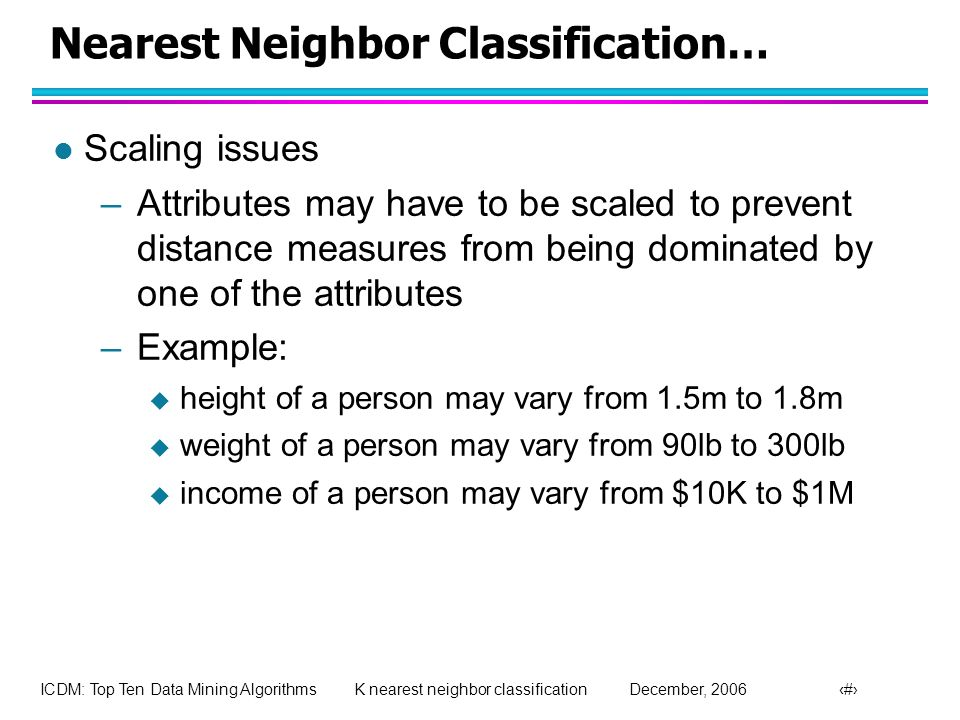 Nearest Neighbor Classification…
● Scaling issues
– Attributes may have to be scaled to prevent
distance measures from being dominated by
one of the attributes
– Example:
◆ height of a person may vary from 1.5m to 1.8m
◆ weight of a person may vary from 90lb to 300lb
◆ income of a person may vary from $10K to $1M
ICDM: Top Ten Data Mining Algorithms K nearest neighbor classification December, 2006 ‹#›